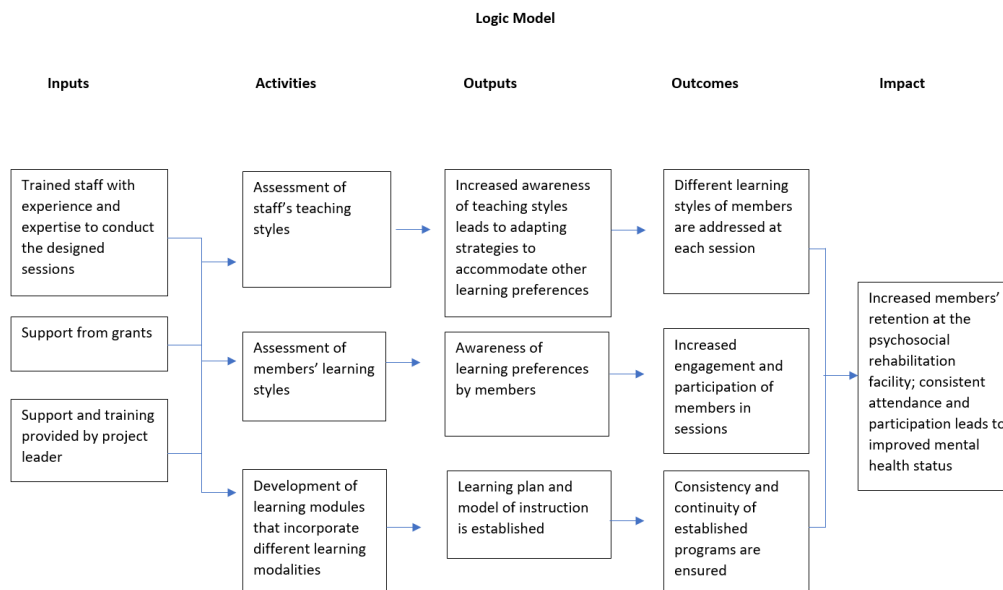 Logic Model
Inputs
Activities
Outputs
Outcomes
Impact
Trained staff with
experience and
expertise to conduct
the designed
sessions
Support from grants
Support and training
provided by project
leader
Assessment of
staff’s teaching
styles
Assessment of
members’ learning
styles
Development of
learning modules
that incorporate
different learning
modalities
Increased awareness
of teaching styles
leads to adapting
strategies to
accommodate other
learning preferences
Awareness of
learning preferences
by members
Learning plan and
model of instruction
is established
Different learning
styles of members
are addressed at
each session
Increased
engagement and
participation of
members in
sessions
Consistency and
continuity of
established
programs are
ensured
Increased members’
retention at the
psychosocial
rehabilitation
facility; consistent
attendance and
participation leads to
improved mental
health status